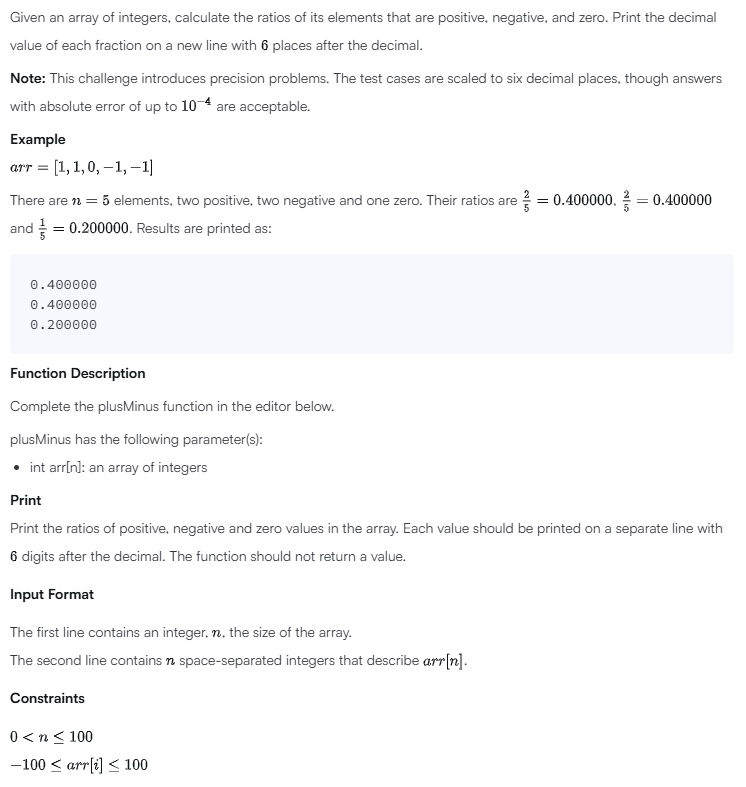 Given an array of integers, calculate the ratios of its elements that are positive, negative, and zero. Print the decimal
value of each fraction on a new line with 6 places after the decimal.
Note: This challenge introduces precision problems. The test cases are scaled to six decimal places, though answers
with absolute error of up to 10⁻⁴ are acceptable.
Example
arr = [1, 1, 0, −1, −1]
There are n = 5 elements, two positive, two negative and one zero. Their ratios are 2/5 = 0.400000, 2/5 = 0.400000
and 1/5 = 0.200000. Results are printed as:
0.400000
0.400000
0.200000
Function Description
Complete the plusMinus function in the editor below.
plusMinus has the following parameter(s):
• int arr[n]: an array of integers
Print
Print the ratios of positive, negative and zero values in the array. Each value should be printed on a separate line with
6 digits after the decimal. The function should not return a value.
Input Format
The first line contains an integer, n, the size of the array.
The second line contains n space-separated integers that describe arr[n].
Constraints
0 < n ≤ 100
−100 ≤ arr[i] ≤ 100